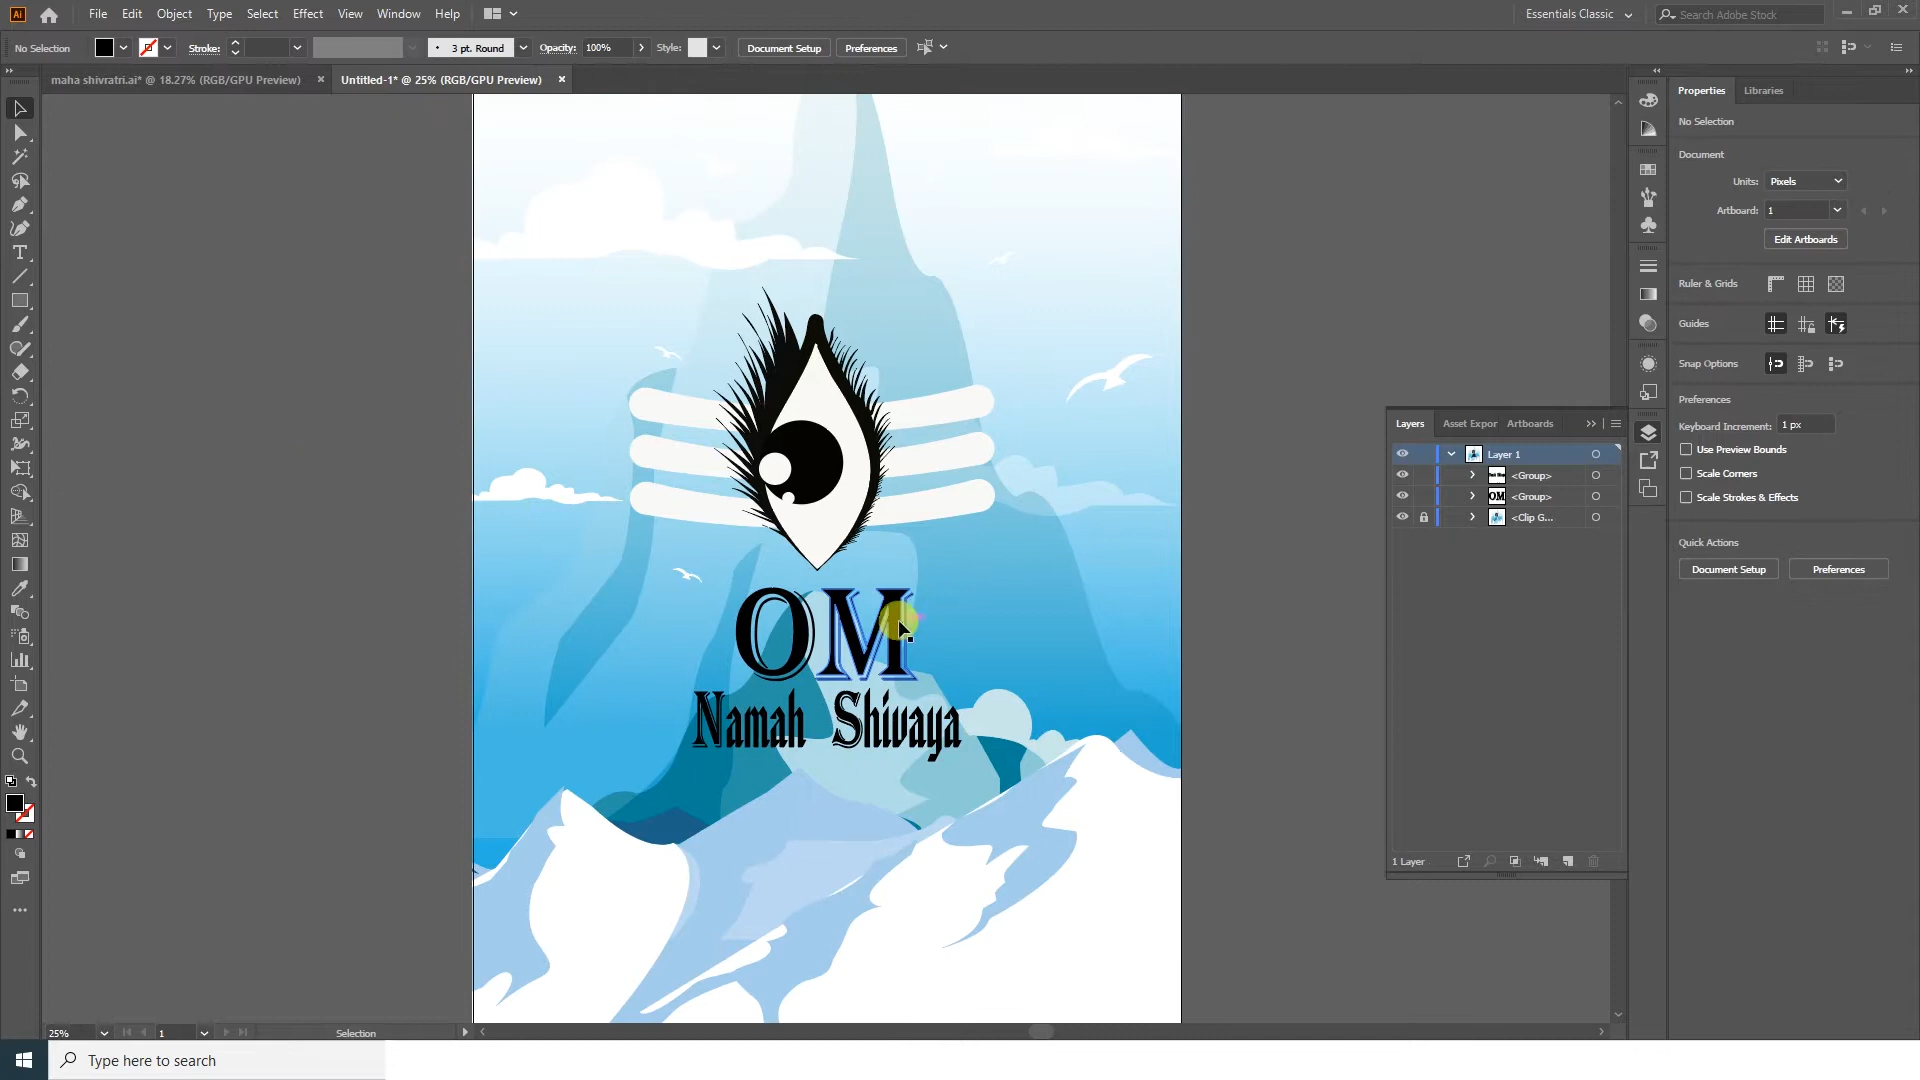 Ai File Edit Object Type Select Effect View Window Help Essentials Classic Search Adobe Stock
No Selection Stroke: 3 pt. Round Opacity: 100% Style: Document Setup Preferences
maha shivratri.ai* @ 18.27% (RGB/GPU Preview) × Untitled-1* @ 25% (RGB/GPU Preview) ×
Properties Libraries
No Selection
Document
Units: Pixels
Artboard: 1
Edit Artboards
Ruler & Grids
Guides
Snap Options
Preferences
Keyboard Increment: 1 px
Use Preview Bounds
Scale Corners
Scale Strokes & Effects
Quick Actions
Document Setup Preferences
Layers Asset Expor Artboards
Layer 1
<Group>
OM <Group>
<Clip G...
1 Layer
OM
Namah Shivaya
25% 1 Selection
Type here to search